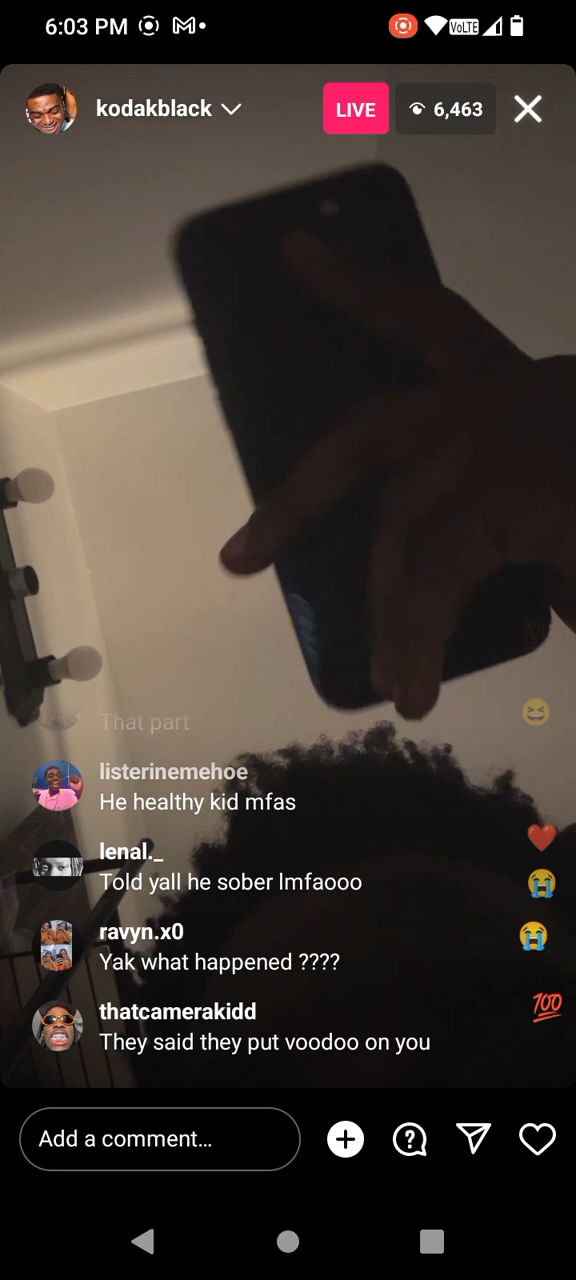 6:03 PM
VoLTE
kodakblack
LIVE
6,463
That part
listerinemehoe
He healthy kid mfas
lenal._
Told yall he sober lmfaooo
ravyn.x0
Yak what happened ????
thatcamerakidd
They said they put voodoo on you
Add a comment...